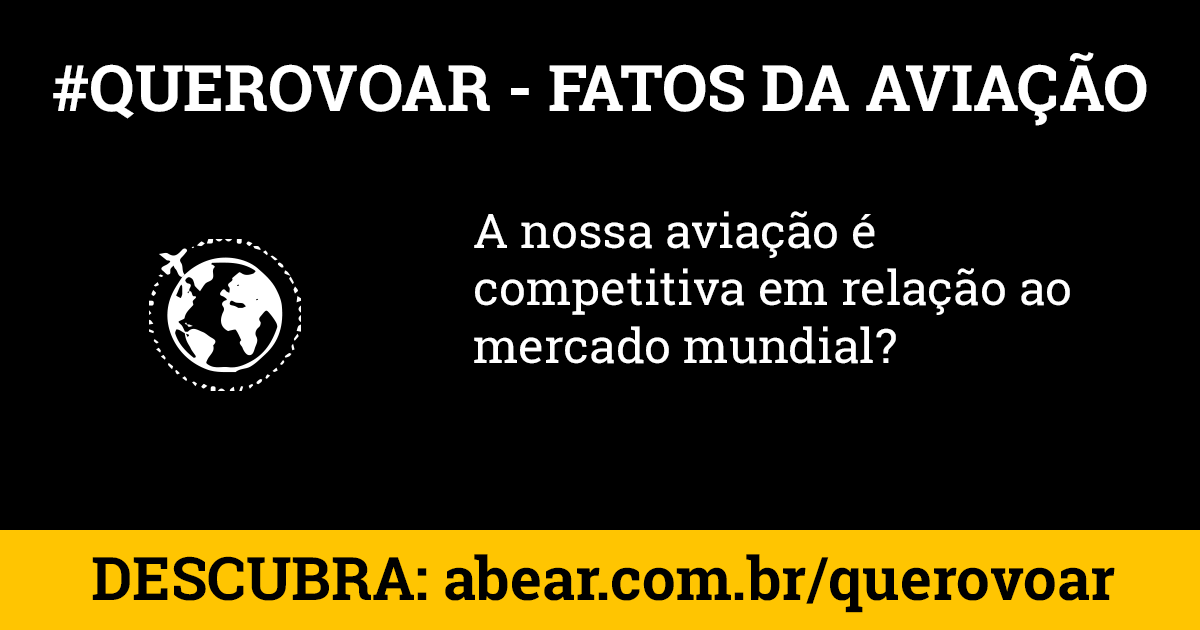 #QUEROVOAR - FATOS DA AVIAÇÃO
A nossa aviação é
competitiva em relação ao
mercado mundial?
DESCUBRA: abear.com.br/querovoar